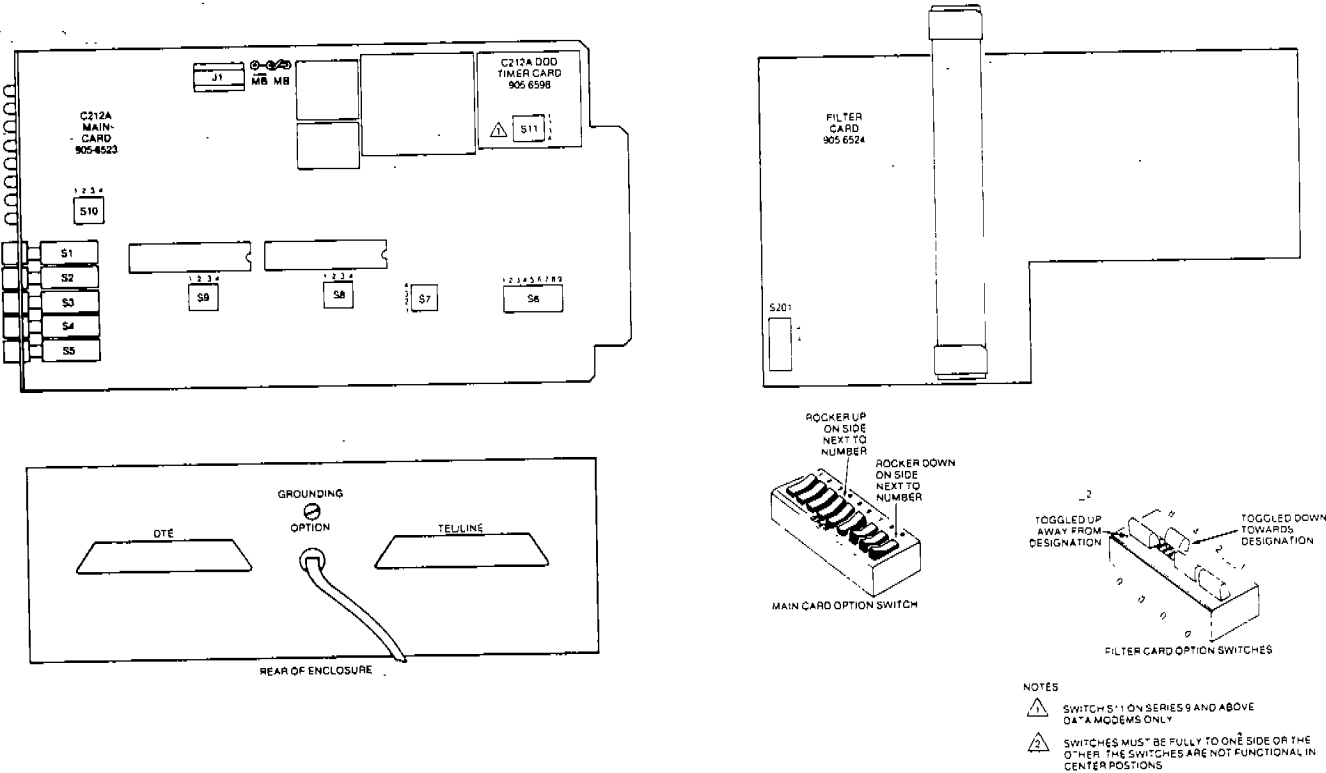 J1
MB MB
C212A DDD
TIMER CARD
905 6598
1
S11
C212A
MAIN
CARD
905-6523
1 2 3 4
S10
S1
S2
S3
S4
S5
1 2 3 4
S9
1 2 3 4
S8
S7
1 2 3 4 5 6 7 8 9
S6
FILTER
CARD
905 6524
S201
GROUNDING
OPTION
DTE
TEL/LINE
REAR OF ENCLOSURE
ROCKER UP
ON SIDE
NEXT TO
NUMBER
ROCKER DOWN
ON SIDE
NEXT TO
NUMBER
MAIN CARD OPTION SWITCH
2
TOGGLED UP
AWAY FROM
DESIGNATION
TOGGLED DOWN
TOWARDS
DESIGNATION
FILTER CARD OPTION SWITCHES
NOTES
1 SWITCH S11 ON SERIES 9 AND ABOVE
DATA MODEMS ONLY
2 SWITCHES MUST BE FULLY TO ONE SIDE OR THE
OTHER THE SWITCHES ARE NOT FUNCTIONAL IN
CENTER POSTIONS